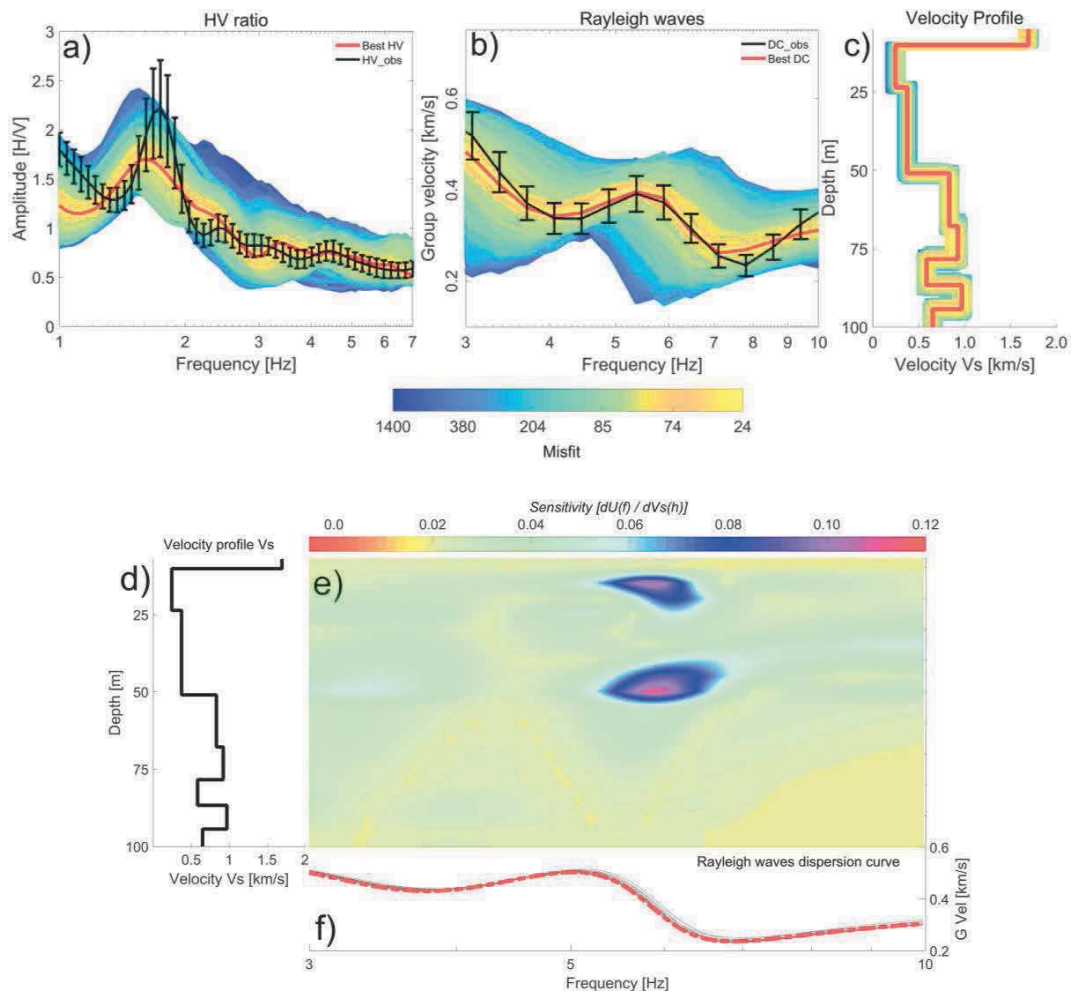 HV ratio
a)
Best HV
HV_obs
Amplitude [H/V]
3
2.5
2
1.5
1
0.5
0
1 2 3 4 5 6 7
Frequency [Hz]
Rayleigh waves
b)
DC_obs
Best DC
Group velocity [km/s]
0.6
0.4
0.2
3 4 5 6 7 8 9 10
Frequency [Hz]
Velocity Profile
c)
Depth [m]
25
50
75
100
0 0.5 1.0 1.5 2.0
Velocity Vs [km/s]
1400 380 204 85 74 24
Misfit
Sensitivity [dU(f) / dVs(h)]
0.0 0.02 0.04 0.06 0.08 0.10 0.12
Velocity profile Vs
d)
Depth [m]
25
50
75
100
0.5 1 1.5 2
Velocity Vs [km/s]
e)
Rayleigh waves dispersion curve
f)
0.6
0.4
0.2
G Vel [km/s]
3 5 10
Frequency [Hz]